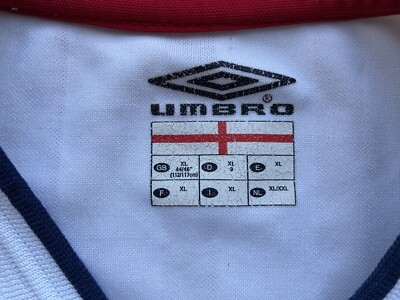 UMBRO®
GB XL 44/46" (112/117cm)
D XL 9
E XL
F XL
I XL
NL XL/XXL